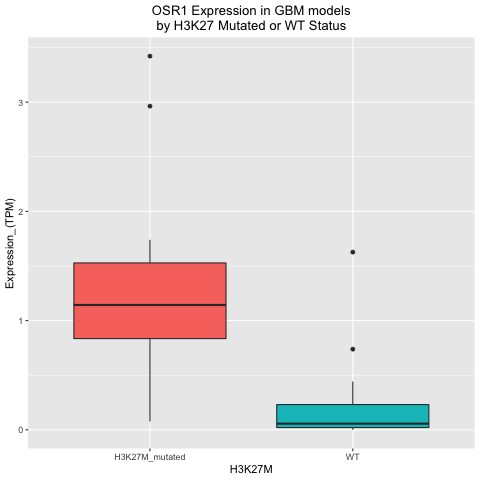 OSR1 Expression in GBM models
by H3K27 Mutated or WT Status
Expression_(TPM)
3
2
1
0
H3K27M_mutated
WT
H3K27M